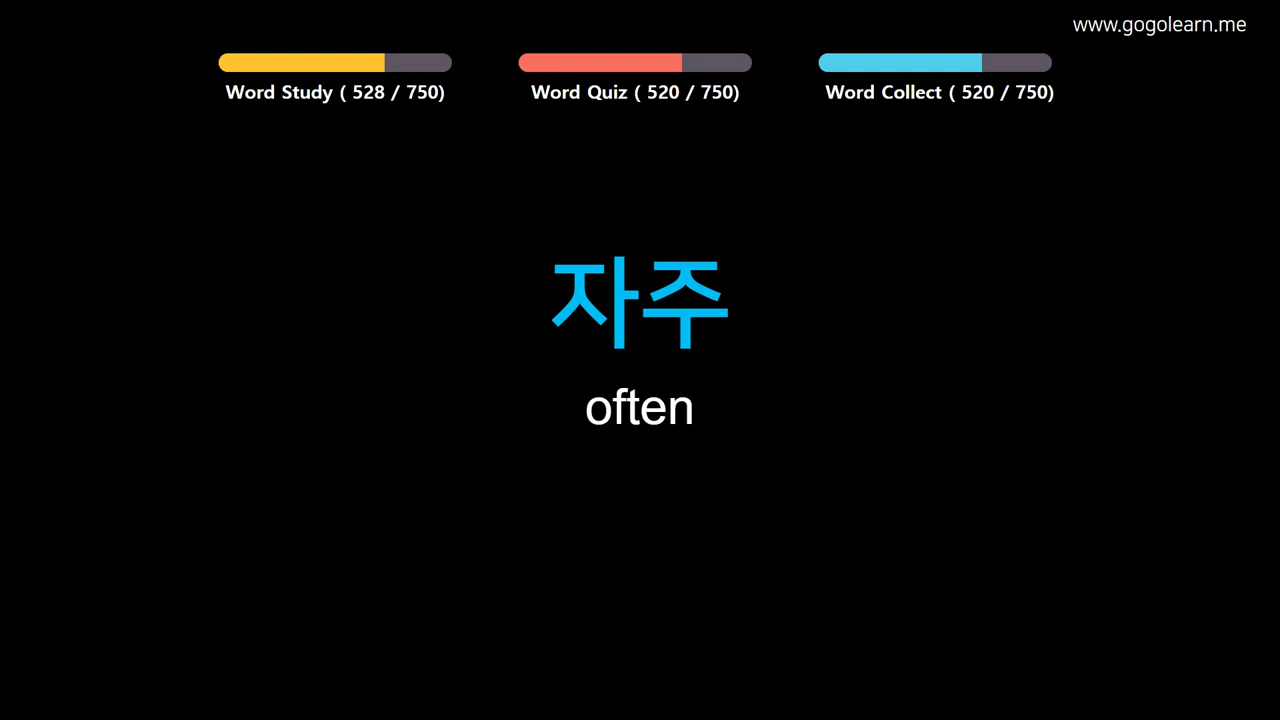 www.gogolearn.me
Word Study ( 528 / 750)
Word Quiz ( 520 / 750)
Word Collect ( 520 / 750)
자주
often